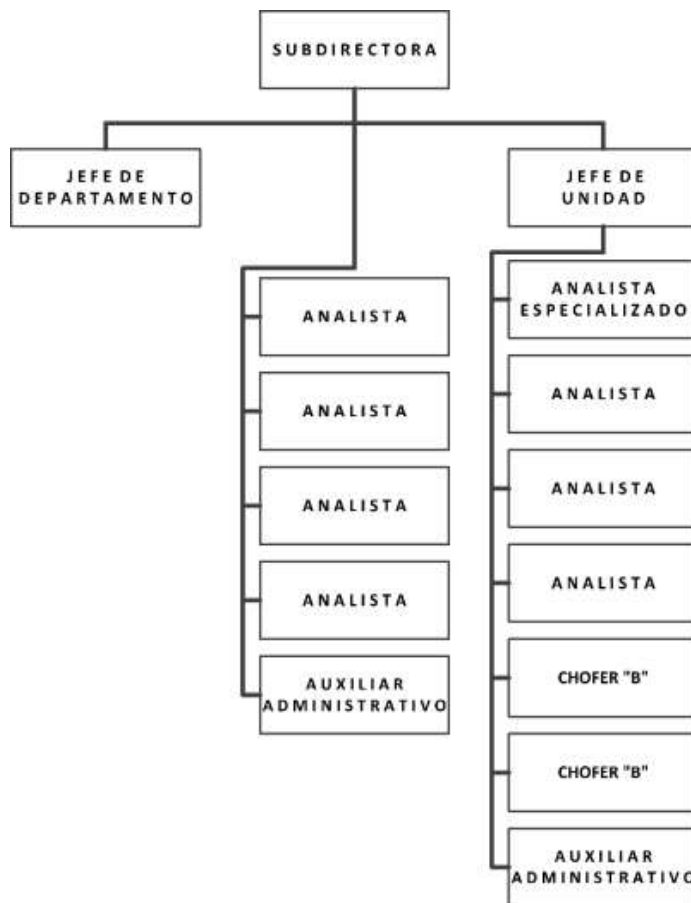 SUBDIRECTORA
JEFE DE
DEPARTAMENTO
JEFE DE
UNIDAD
ANALISTA
ANALISTA
ANALISTA
ANALISTA
AUXILIAR
ADMINISTRATIVO
ANALISTA
ESPECIALIZADO
ANALISTA
ANALISTA
ANALISTA
CHOFER "B"
CHOFER "B"
AUXILIAR
ADMINISTRATIVO